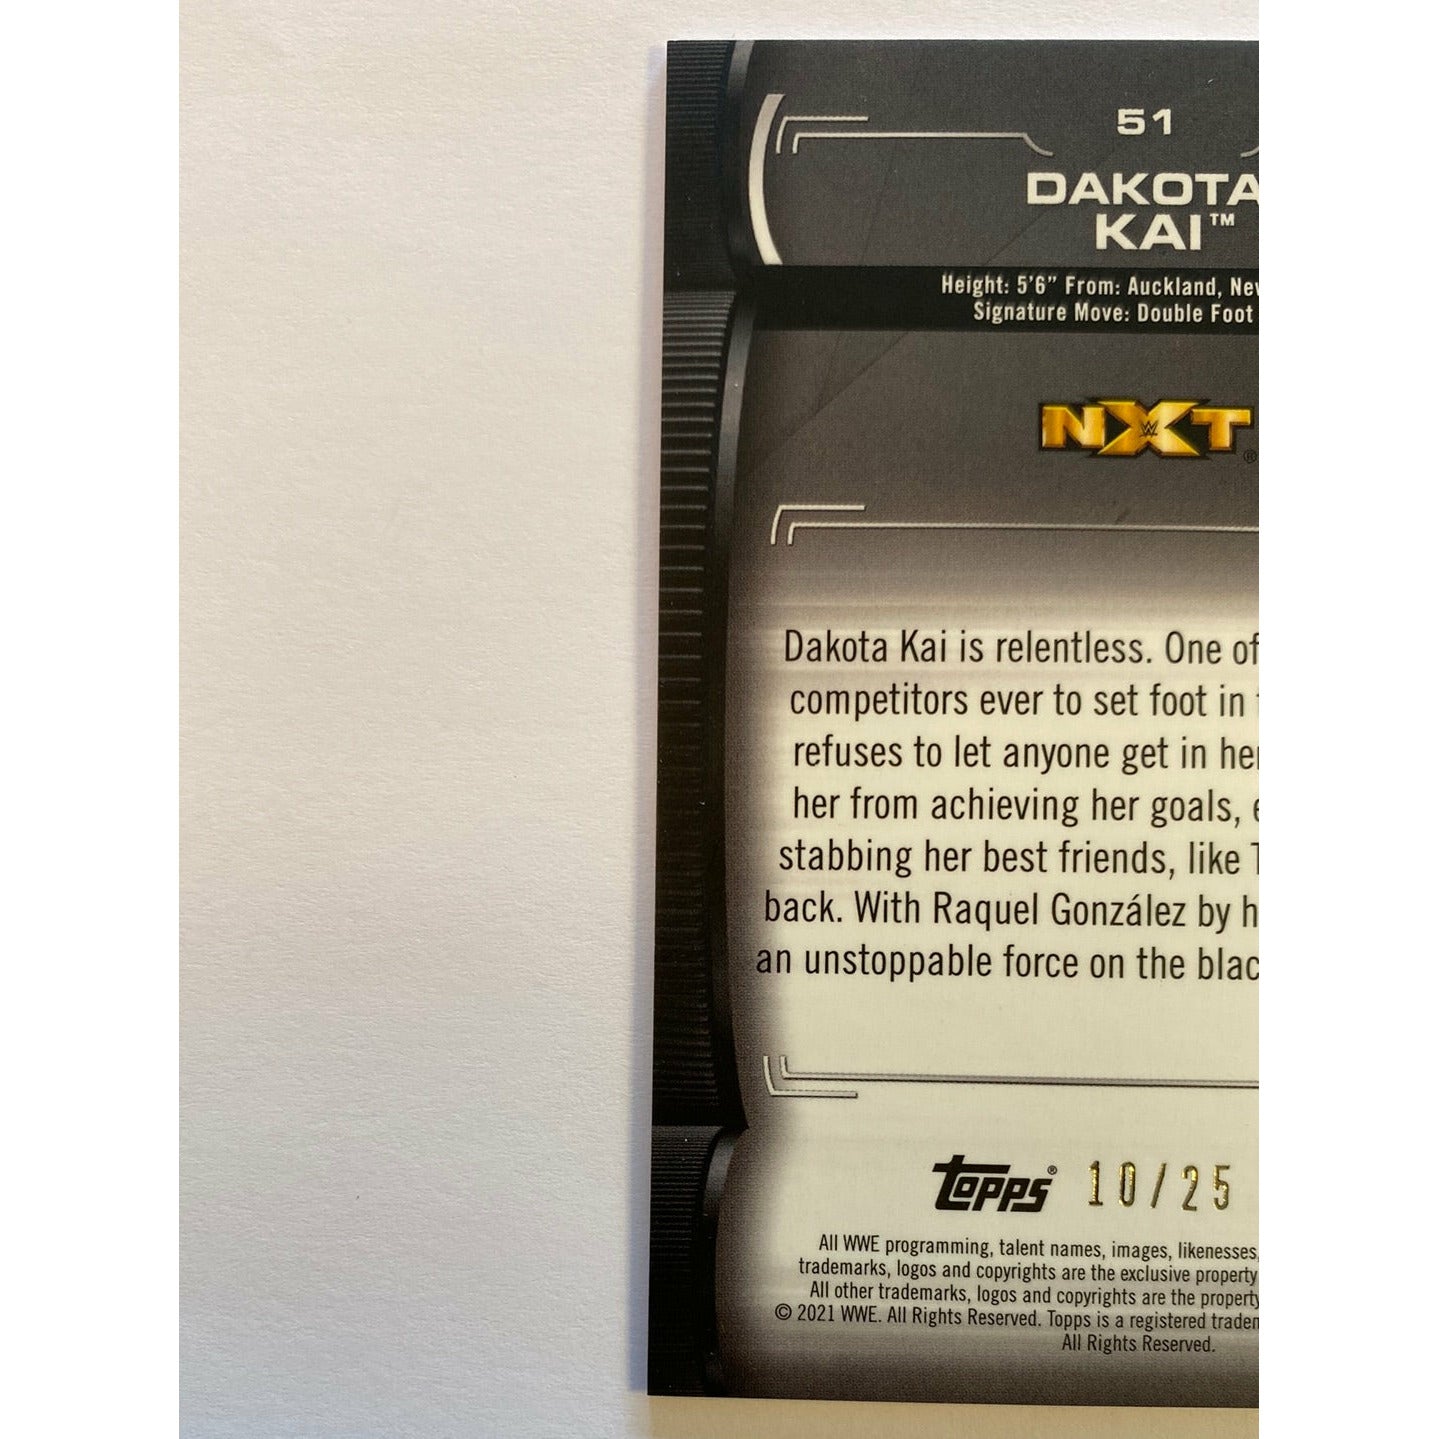 51
DAKOTA
KAI™
Height: 5'6” From: Auckland, New
Signature Move: Double Foot
NXT®
Dakota Kai is relentless. One of
competitors ever to set foot in
refuses to let anyone get in her
her from achieving her goals,
stabbing her best friends, like
back. With Raquel González by
an unstoppable force on the
topps® 10/25
All WWE programming, talent names, images, likenesses,
trademarks, logos and copyrights are the exclusive property
All other trademarks, logos and copyrights are the property
© 2021 WWE. All Rights Reserved. Topps is a registered
All Rights Reserved.